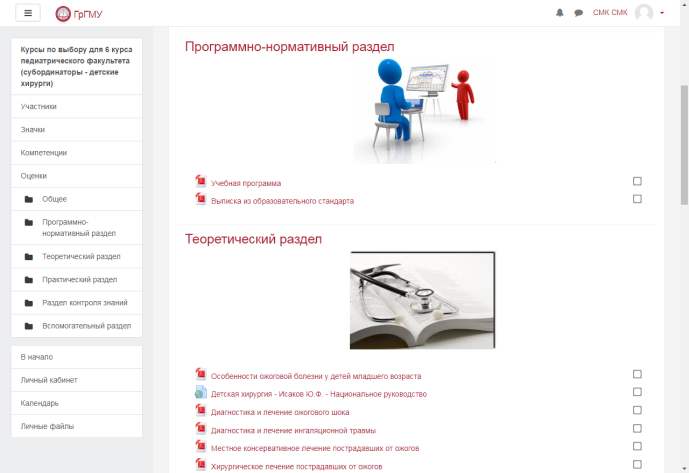 ГрГМУ
СМК СМК
Курсы по выбору для 6 курса
педиатрического факультета
(субординаторы - детские
хирурги)
Участники
Значки
Компетенции
Оценки
Общее
Программно-
нормативный раздел
Теоретический раздел
Практический раздел
Раздел контроля знаний
Вспомогательный раздел
В начало
Личный кабинет
Календарь
Личные файлы
Программно-нормативный раздел
Учебная программа
Выписка из образовательного стандарта
Теоретический раздел
Особенности ожоговой болезни у детей младшего возраста
Детская хирургия - Исаков Ю.Ф. - Национальное руководство
Диагностика и лечение ожогового шока
Диагностика и лечение ингаляционной травмы
Местное консервативное лечение пострадавших от ожогов
Хирургическое лечение пострадавших от ожогов